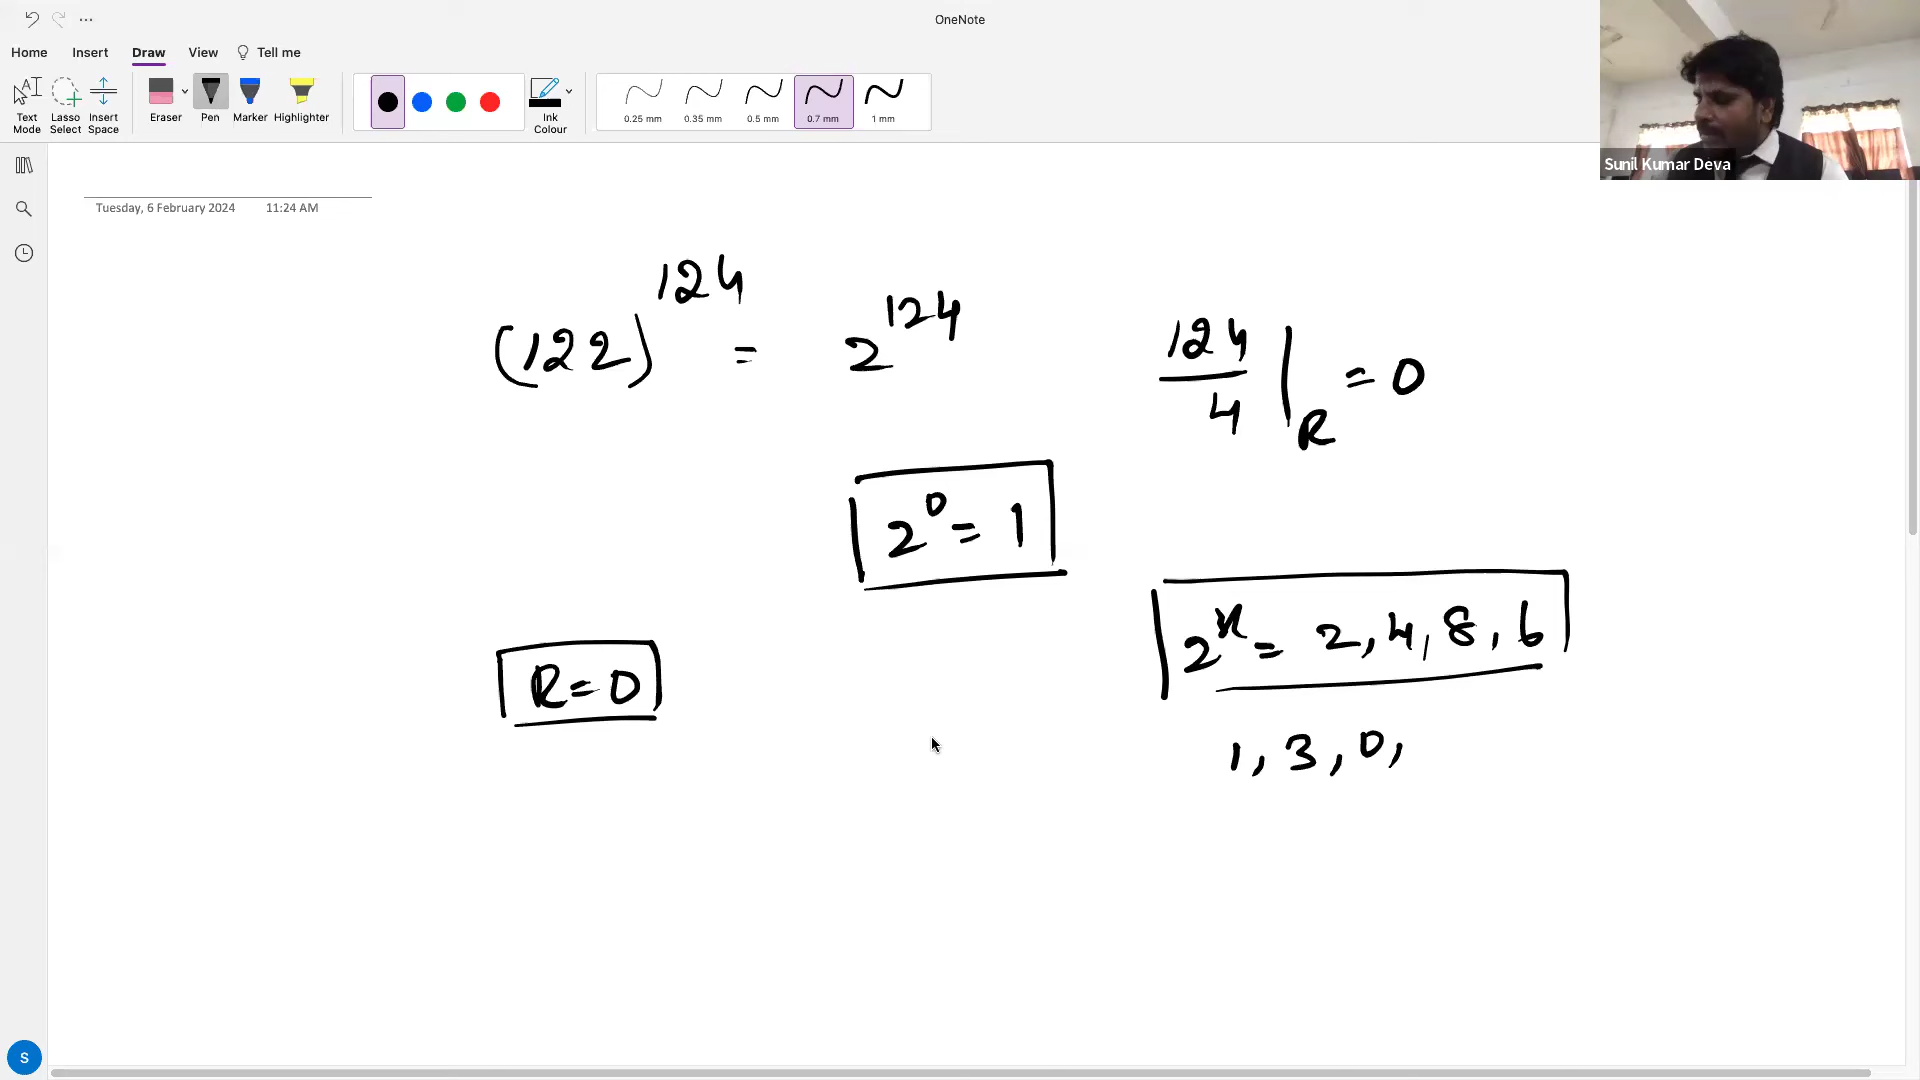 OneNote
Home Insert Draw View Tell me
Text Mode
Lasso Select
Insert Space
Eraser
Pen
Marker
Highlighter
Ink Colour
0.25 mm
0.35 mm
0.5 mm
0.7 mm
1 mm
Sunil Kumar Deva
Tuesday, 6 February 2024 11:24 AM
(122)^124 = 2^124
124/4 |R = 0
2^0 = 1
2^x = 2, 4, 8, 6
R = 0
1, 3, 0,
S